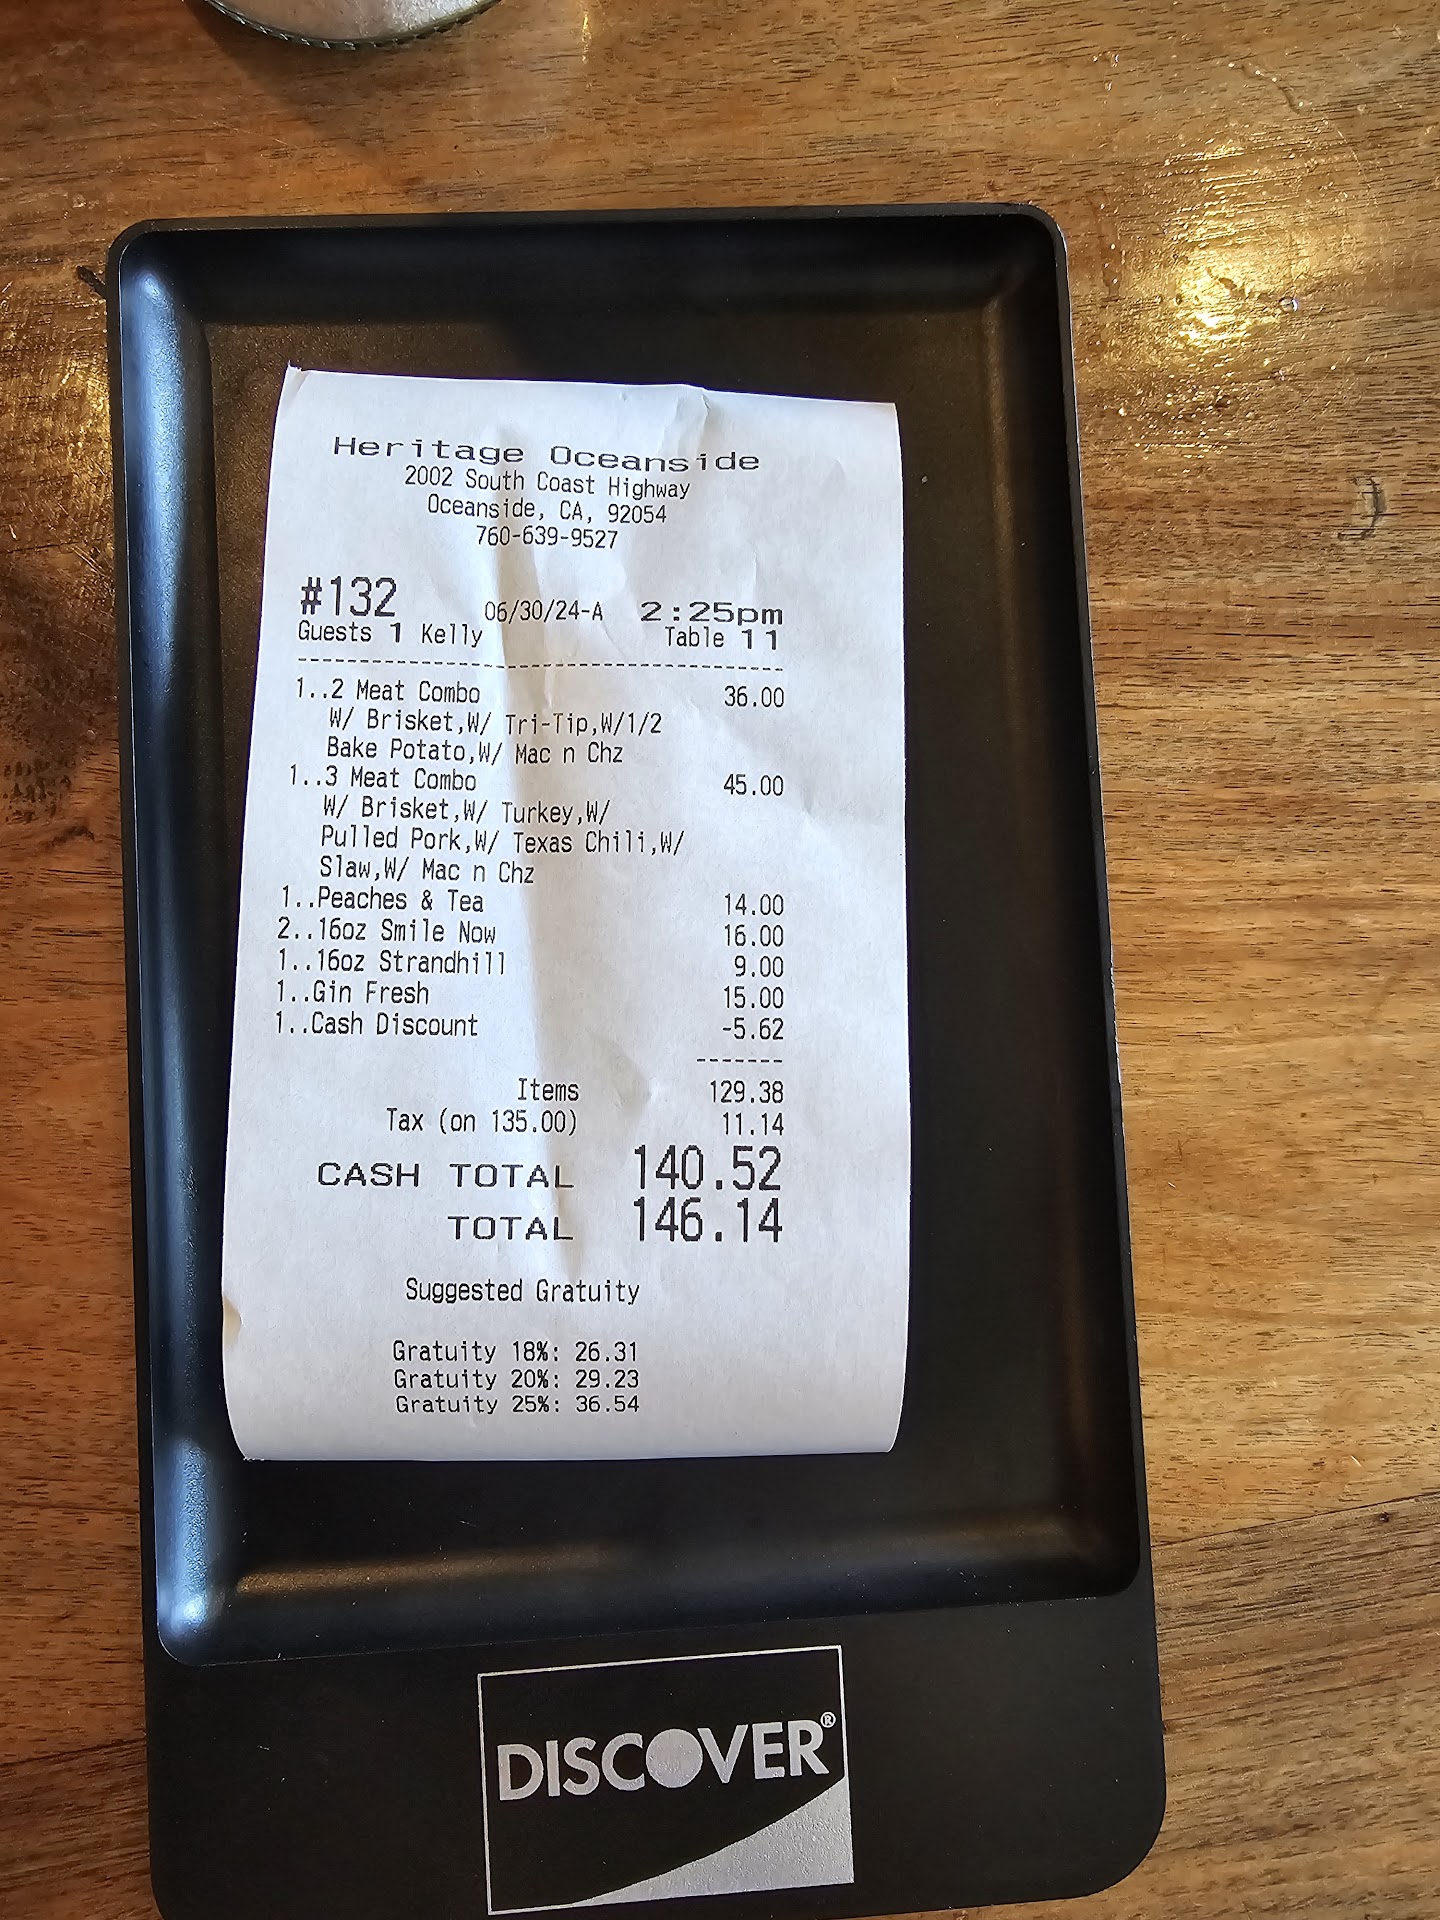 Heritage Oceanside
2002 South Coast Highway
Oceanside, CA, 92054
760-639-9527
#132 06/30/24-A 2:25pm
Guests 1 Kelly Table 11
1..2 Meat Combo 36.00
W/ Brisket,W/ Tri-Tip,W/1/2
Bake Potato,W/ Mac n Chz
1..3 Meat Combo 45.00
W/ Brisket,W/ Turkey,W/
Pulled Pork,W/ Texas Chili,W/
Slaw,W/ Mac n Chz
1..Peaches & Tea 14.00
2..16oz Smile Now 16.00
1..16oz Strandhill 9.00
1..Gin Fresh 15.00
1..Cash Discount -5.62
Items 129.38
Tax (on 135.00) 11.14
CASH TOTAL 140.52
TOTAL 146.14
Suggested Gratuity
Gratuity 18%: 26.31
Gratuity 20%: 29.23
Gratuity 25%: 36.54
DISCOVER®